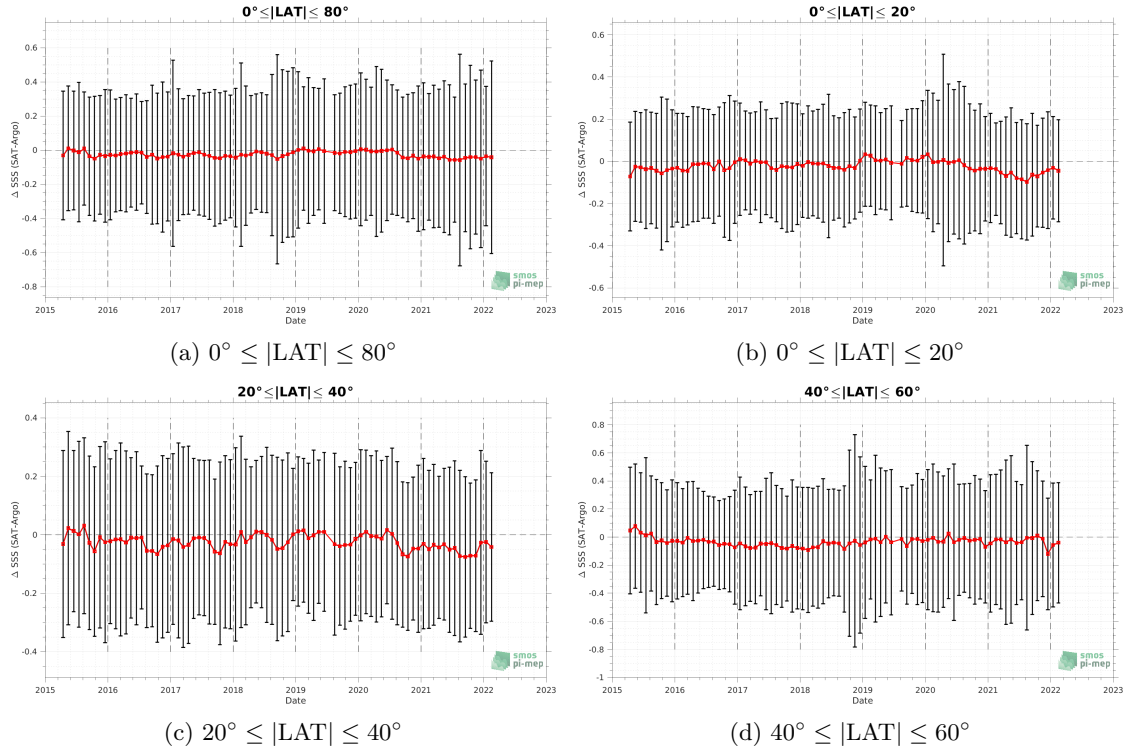 0°≤|LAT|≤ 80°
Δ SSS (SAT-Argo)
0.6
0.4
0.2
0
-0.2
-0.4
-0.6
-0.8
2015 2016 2017 2018 2019 2020 2021 2022 2023
Date
smos
pi-mep
(a) 0° ≤ |LAT| ≤ 80°
0°≤|LAT|≤ 20°
Δ SSS (SAT-Argo)
0.6
0.4
0.2
0
-0.2
-0.4
-0.6
2015 2016 2017 2018 2019 2020 2021 2022 2023
Date
smos
pi-mep
(b) 0° ≤ |LAT| ≤ 20°
20°≤|LAT|≤ 40°
Δ SSS (SAT-Argo)
0.4
0.2
0
-0.2
-0.4
2015 2016 2017 2018 2019 2020 2021 2022 2023
Date
smos
pi-mep
(c) 20° ≤ |LAT| ≤ 40°
40°≤|LAT|≤ 60°
Δ SSS (SAT-Argo)
0.8
0.6
0.4
0.2
0
-0.2
-0.4
-0.6
-0.8
-1
2015 2016 2017 2018 2019 2020 2021 2022 2023
Date
smos
pi-mep
(d) 40° ≤ |LAT| ≤ 60°